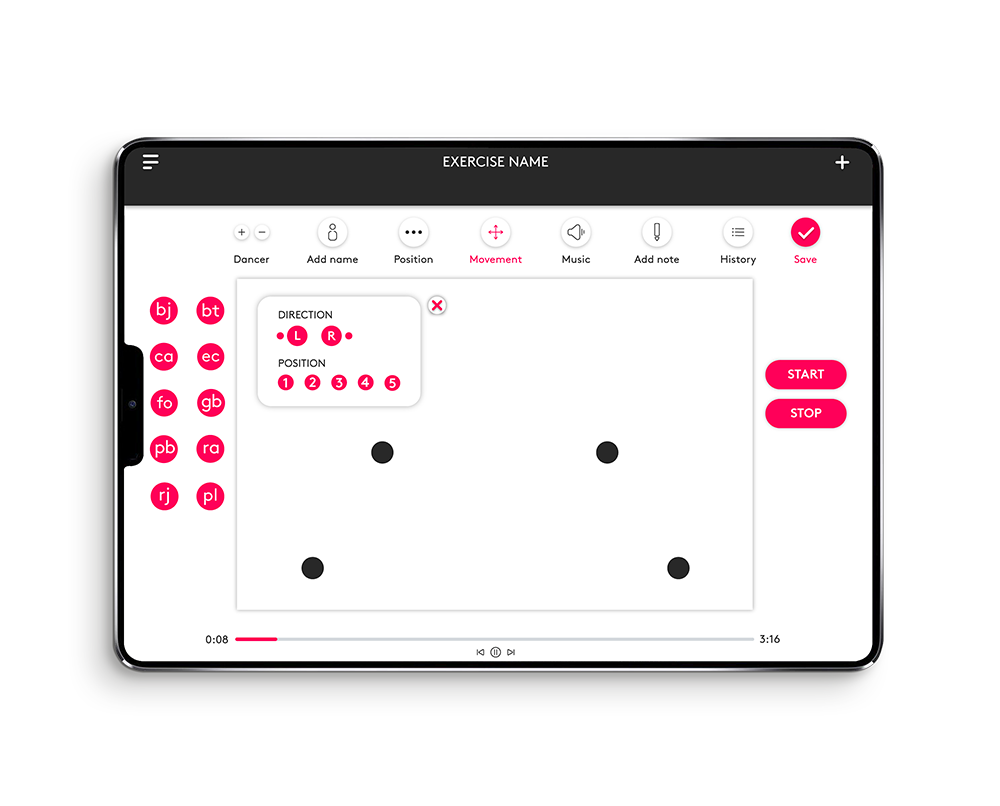 EXERCISE NAME
Dancer
Add name
Position
Movement
Music
Add note
History
Save
bj bt
ca ec
fo gb
pb ra
rj pl
DIRECTION
L R
POSITION
1 2 3 4 5
START
STOP
0:08
3:16